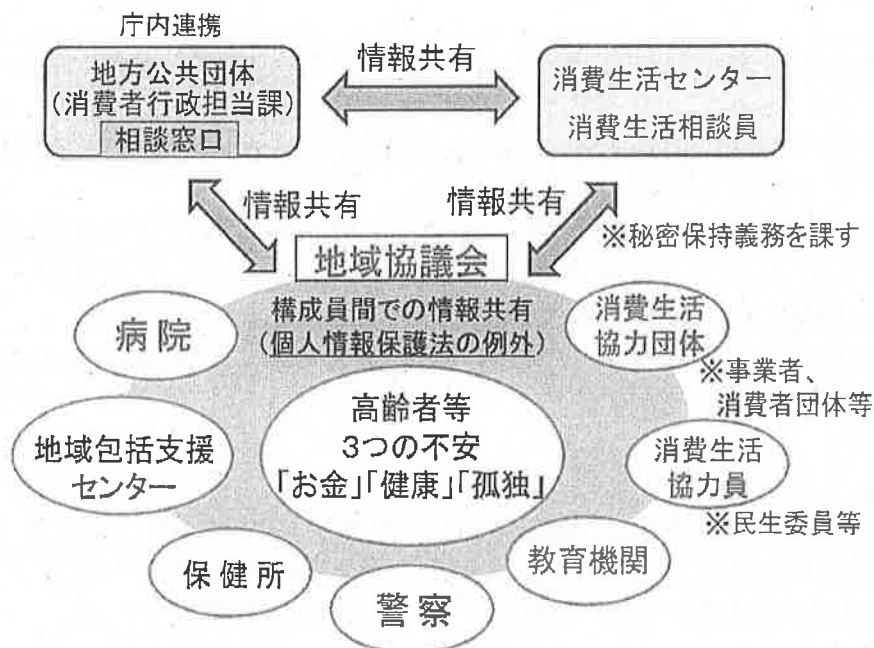 庁内連携
地方公共団体
(消費者行政担当課)
相談窓口
情報共有
消費生活センター
消費生活相談員
情報共有
情報共有
※秘密保持義務を課す
地域協議会
構成員間での情報共有
(個人情報保護法の例外)
病院
消費生活
協力団体
※事業者、
消費者団体等
高齢者等
3つの不安
「お金」「健康」「孤独」
地域包括支援
センター
消費生活
協力員
※民生委員等
保健所
警察
教育機関